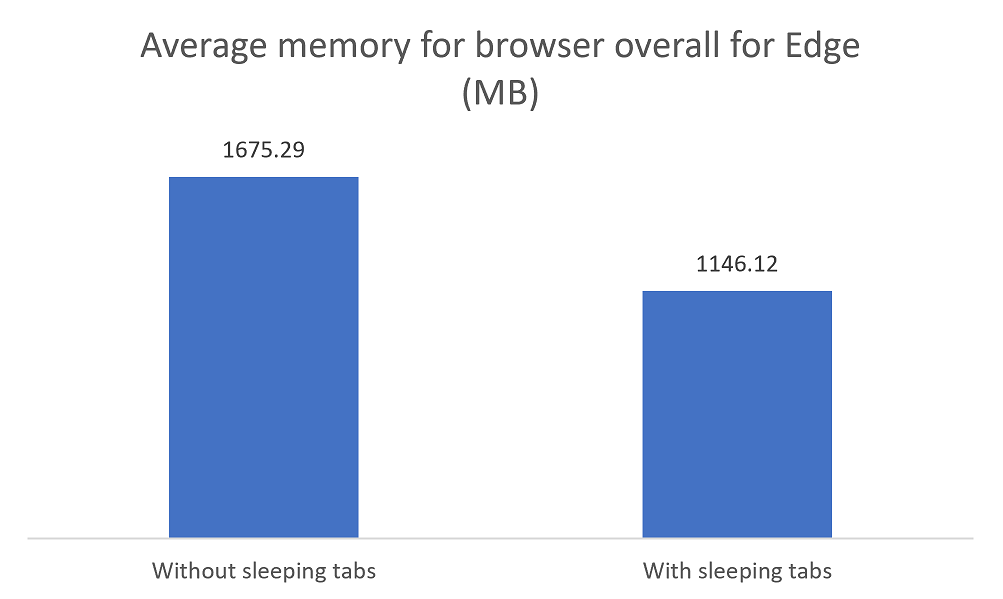 Average memory for browser overall for Edge
(MB)
1675.29
1146.12
Without sleeping tabs
With sleeping tabs